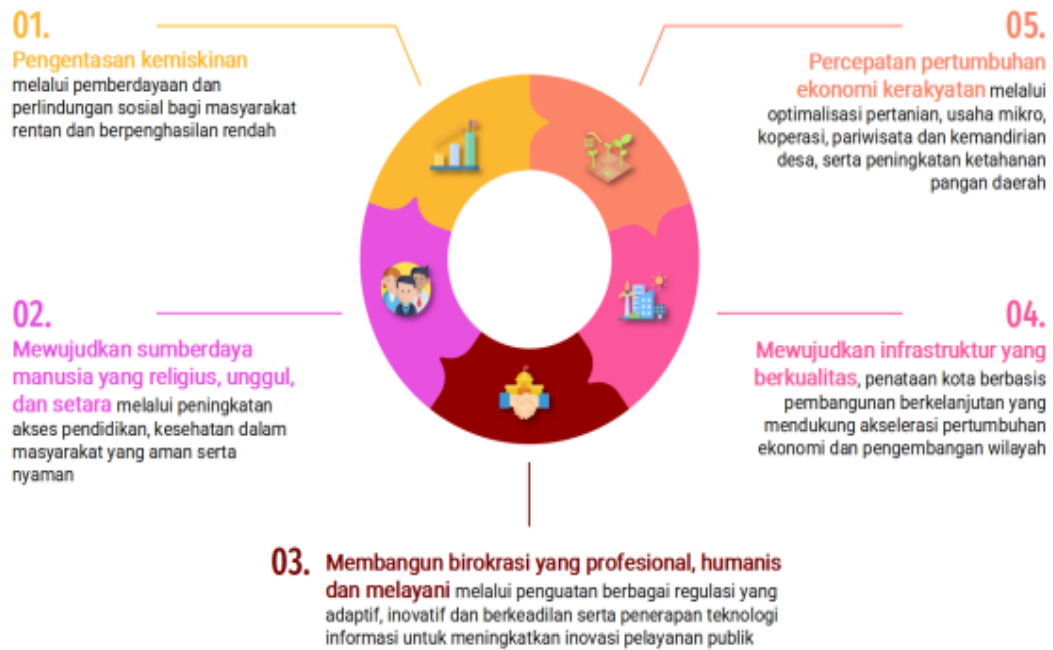 01.
Pengentasan kemiskinan
melalui pemberdayaan dan
perlindungan sosial bagi masyarakat
rentan dan berpenghasilan rendah
02.
Mewujudkan sumberdaya
manusia yang religius, unggul,
dan setara melalui peningkatan
akses pendidikan, kesehatan dalam
masyarakat yang aman serta
nyaman
03. Membangun birokrasi yang profesional, humanis
dan melayani melalui penguatan berbagai regulasi yang
adaptif, inovatif dan berkeadilan serta penerapan teknologi
informasi untuk meningkatkan inovasi pelayanan publik
04.
Mewujudkan infrastruktur yang
berkualitas, penataan kota berbasis
pembangunan berkelanjutan yang
mendukung akselerasi pertumbuhan
ekonomi dan pengembangan wilayah
05.
Percepatan pertumbuhan
ekonomi kerakyatan melalui
optimalisasi pertanian, usaha mikro,
koperasi, pariwisata dan kemandirian
desa, serta peningkatan ketahanan
pangan daerah